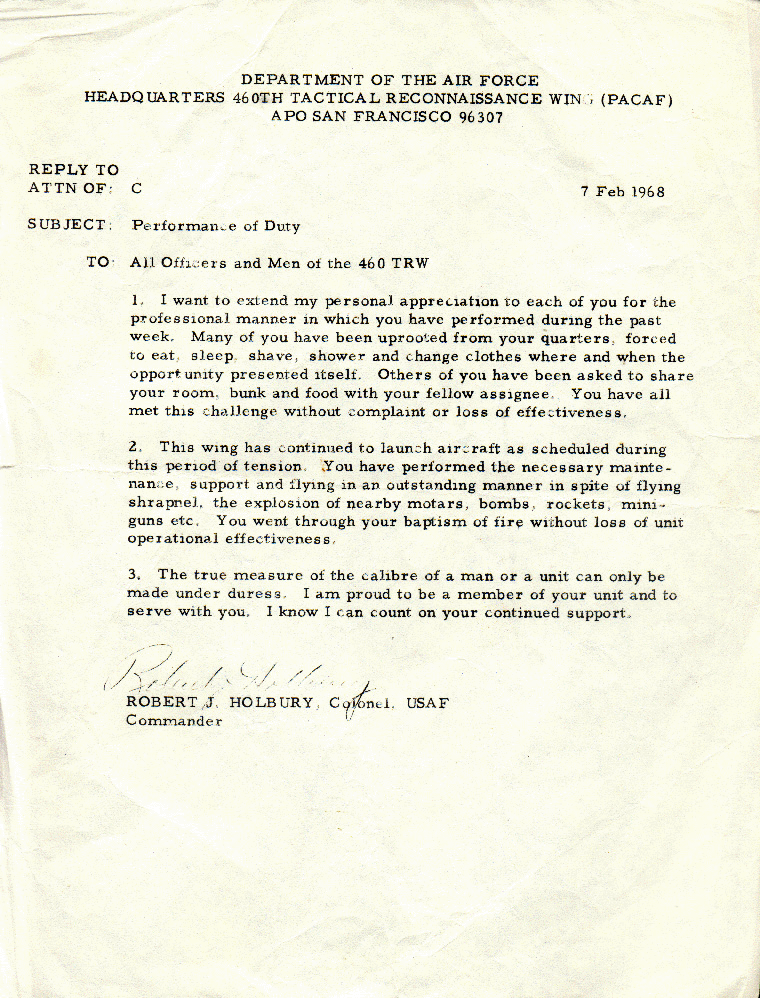 DEPARTMENT OF THE AIR FORCE
HEADQUARTERS 460TH TACTICAL RECONNAISSANCE WING (PACAF)
APO SAN FRANCISCO 96307
REPLY TO
ATTN OF: C
7 Feb 1968
SUBJECT: Performance of Duty
TO: All Officers and Men of the 460 TRW
1. I want to extend my personal appreciation to each of you for the
professional manner in which you have performed during the past
week. Many of you have been uprooted from your quarters, forced
to eat, sleep, shave, shower and change clothes where and when the
opportunity presented itself. Others of you have been asked to share
your room, bunk and food with your fellow assignee. You have all
met this challenge without complaint or loss of effectiveness.
2. This wing has continued to launch aircraft as scheduled during
this period of tension. You have performed the necessary mainte-
nance, support and flying in an outstanding manner in spite of flying
shrapnel, the explosion of nearby motars, bombs, rockets, mini-
guns etc. You went through your baptism of fire without loss of unit
operational effectiveness.
3. The true measure of the calibre of a man or a unit can only be
made under duress. I am proud to be a member of your unit and to
serve with you. I know I can count on your continued support.
Robert J Holbury
ROBERT J. HOLBURY, Colonel, USAF
Commander